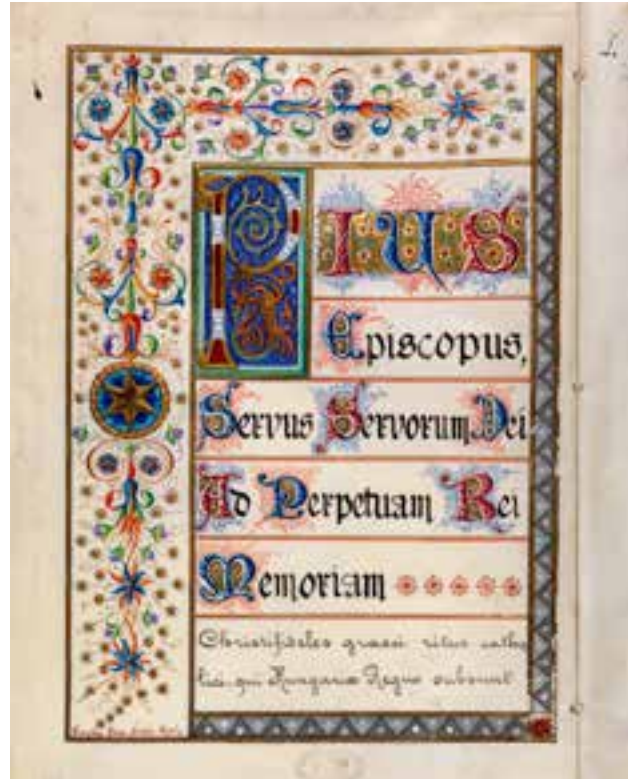 Pius
Episcopus,
Servus Servorum Dei
Ad Perpetuam Rei
Memoriam
Christifideles graeci ritus catho
lici qui Hungariae Regno subsunt